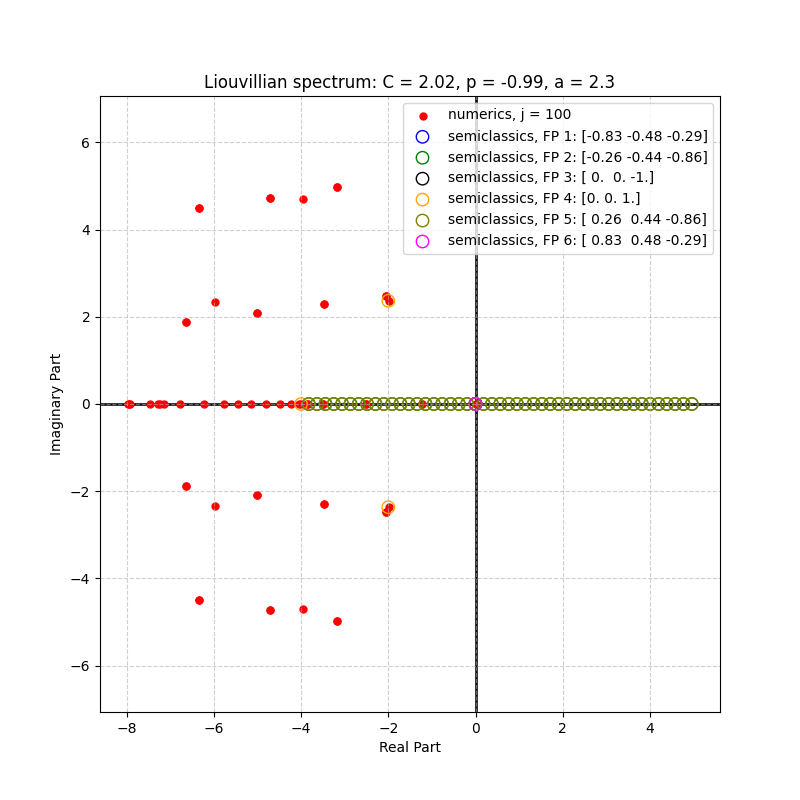 Liouvillian spectrum: C = 2.02, p = -0.99, a = 2.3
numerics, j = 100
semiclassics, FP 1: [-0.83 -0.48 -0.29]
semiclassics, FP 2: [-0.26 -0.44 -0.86]
semiclassics, FP 3: [ 0.  0. -1.]
semiclassics, FP 4: [0. 0. 1.]
semiclassics, FP 5: [ 0.26  0.44 -0.86]
semiclassics, FP 6: [ 0.83  0.48 -0.29]
6
4
2
0
−2
−4
−6
Imaginary Part
−8 −6 −4 −2 0 2 4
Real Part